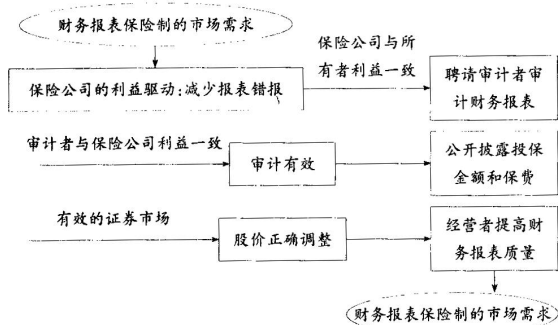 财务报表保险制的市场需求
保险公司与所
有者利益一致
保险公司的利益驱动:减少报表错报
聘请审计者审
计财务报表
审计者与保险公司利益一致
审计有效
公开披露投保
金额和保费
有效的证券市场
股价正确调整
经营者提高财
务报表质量
财务报表保险制的市场需求